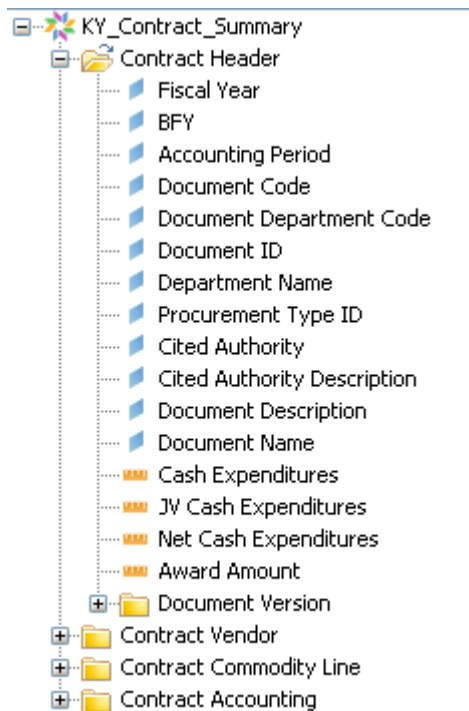 KY_Contract_Summary
Contract Header
Fiscal Year
BFY
Accounting Period
Document Code
Document Department Code
Document ID
Department Name
Procurement Type ID
Cited Authority
Cited Authority Description
Document Description
Document Name
Cash Expenditures
JV Cash Expenditures
Net Cash Expenditures
Award Amount
Document Version
Contract Vendor
Contract Commodity Line
Contract Accounting